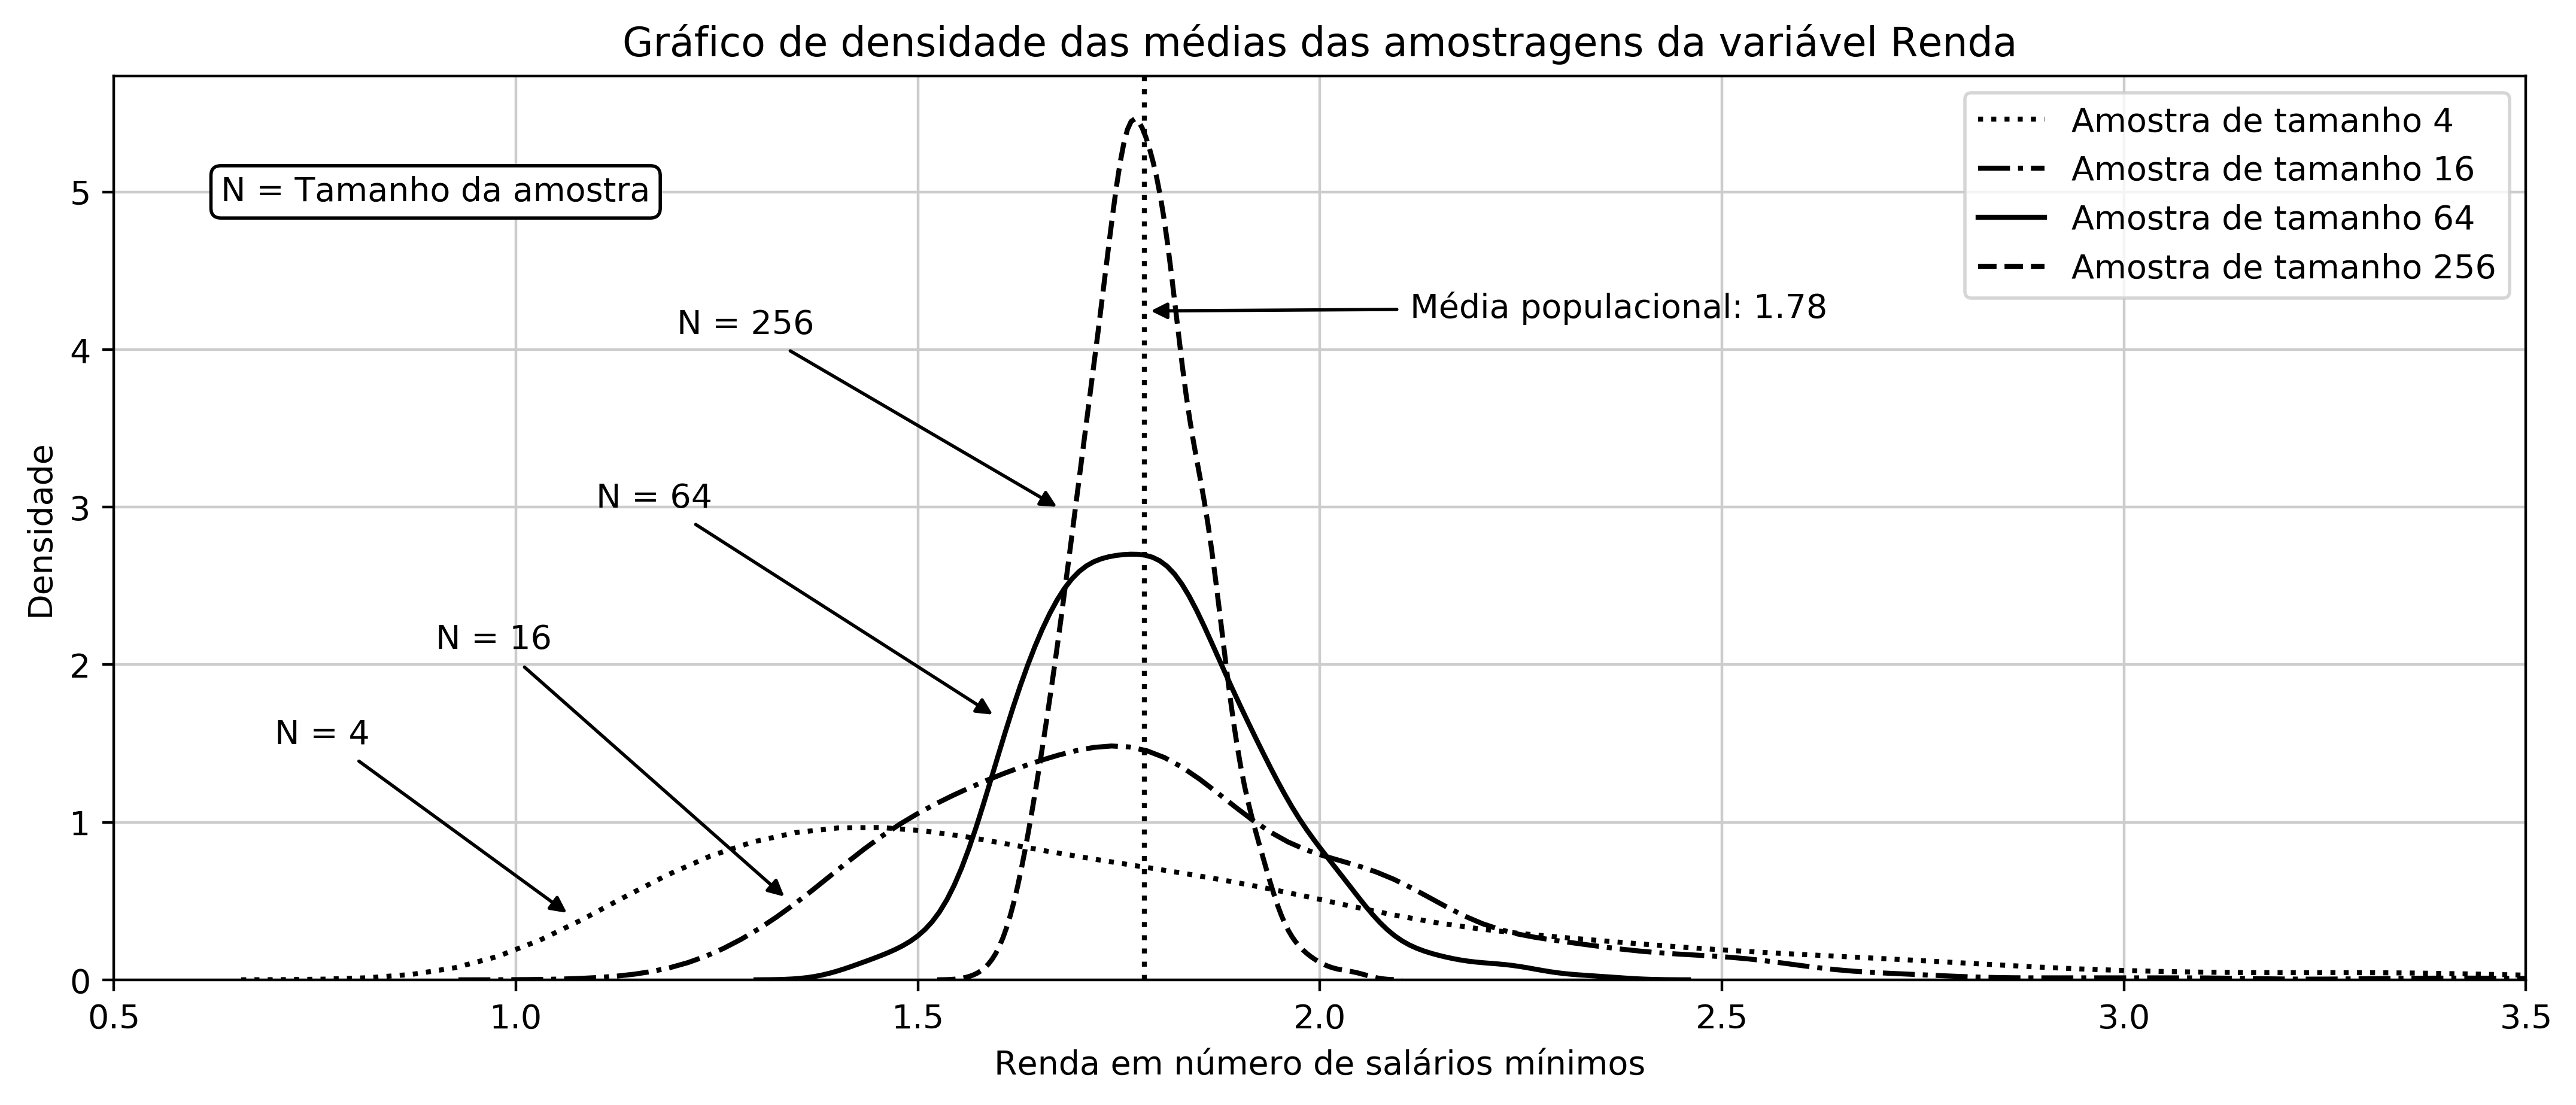 Gráfico de densidade das médias das amostragens da variável Renda
Amostra de tamanho 4
Amostra de tamanho 16
Amostra de tamanho 64
Amostra de tamanho 256
N = Tamanho da amostra
Média populacional: 1.78
N = 256
N = 64
N = 16
N = 4
Densidade
5
4
3
2
1
0
0.5 1.0 1.5 2.0 2.5 3.0 3.5
Renda em número de salários mínimos